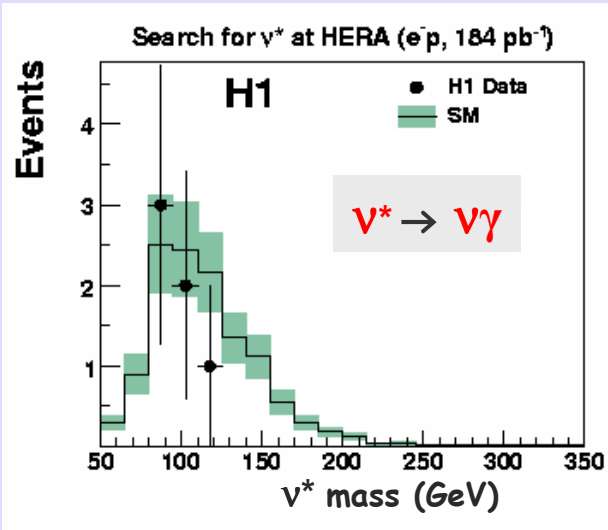 Search for ν* at HERA (e⁻p, 184 pb⁻¹)
Events
H1
H1 Data
SM
ν* → νγ
4
3
2
1
50 100 150 200 250 300 350
ν* mass (GeV)